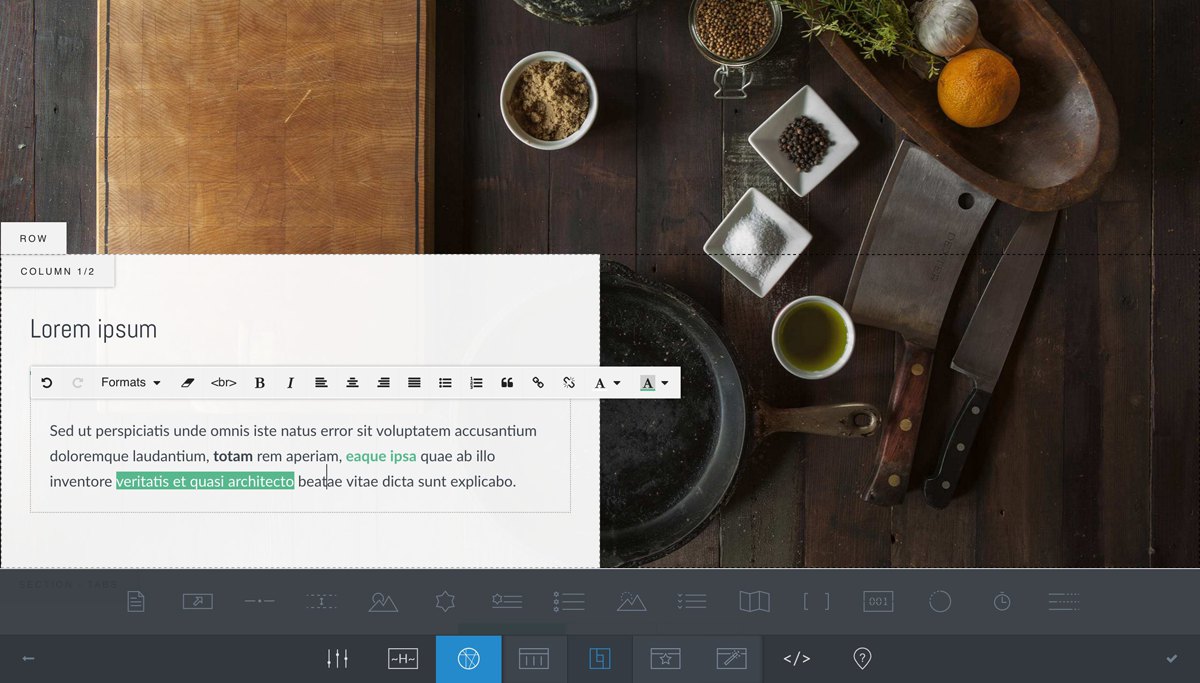 ROW
COLUMN 1/2
Lorem ipsum
Formats <br> B I A A
Sed ut perspiciatis unde omnis iste natus error sit voluptatem accusantium
doloremque laudantium, totam rem aperiam, eaque ipsa quae ab illo
inventore veritatis et quasi architecto beatae vitae dicta sunt explicabo.
SECTION - TABS
001
~H~ </> ?